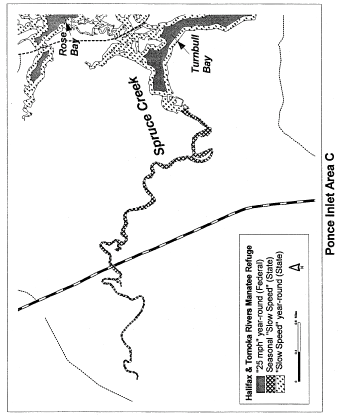 Rose
Bay
Turnbull
Bay
Spruce Creek
Halifax & Tomoka Rivers Manatee Refuge
"25 mph" year-round (Federal)
Seasonal "Slow Speed" (State)
"Slow Speed" year-round (State)
Ponce Inlet Area C